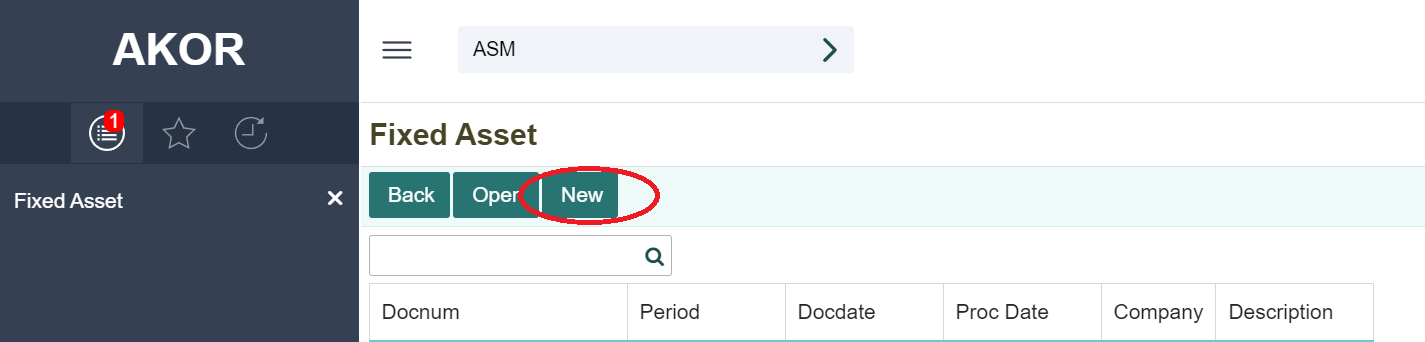 AKOR
ASM
1
Fixed Asset
Fixed Asset
Back Open New
Docnum Period Docdate Proc Date Company Description